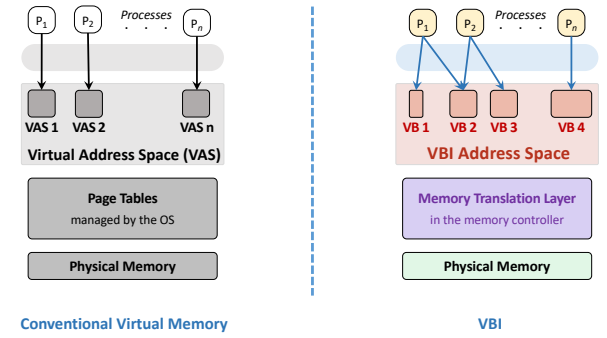 Processes
P1 P2 . . . Pn
VAS 1 VAS 2 VAS n
Virtual Address Space (VAS)
Page Tables
managed by the OS
Physical Memory
Conventional Virtual Memory
Processes
P1 P2 . . . Pn
VB 1 VB 2 VB 3 VB 4
VBI Address Space
Memory Translation Layer
in the memory controller
Physical Memory
VBI